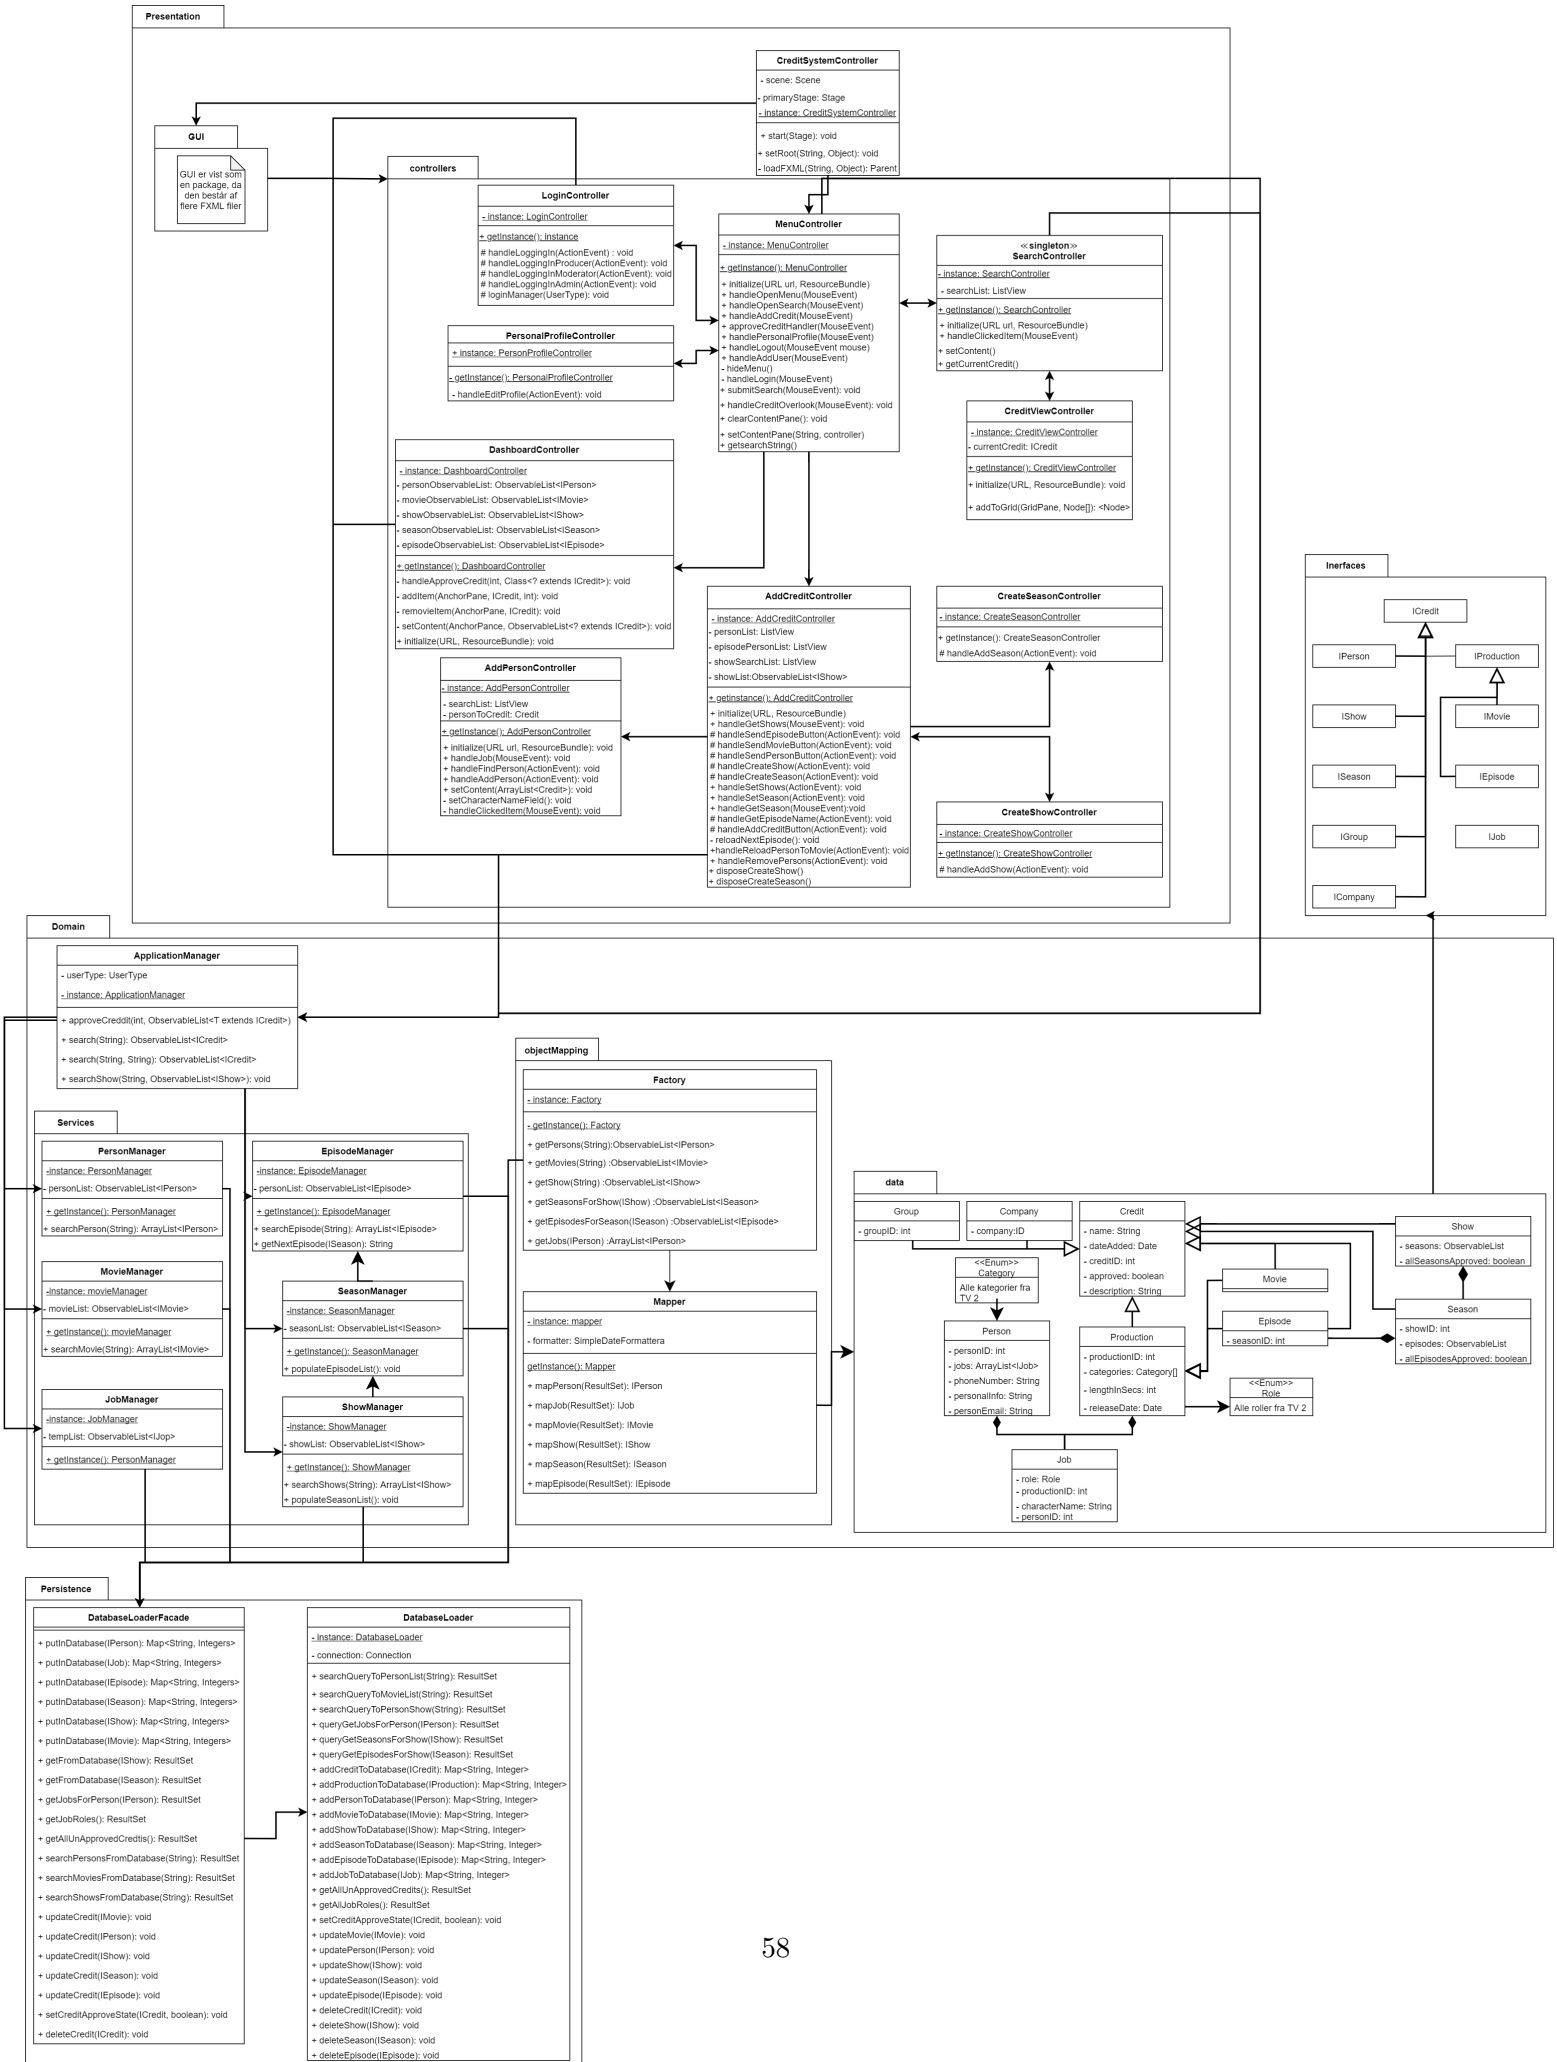 Presentation
CreditSystemController
- scene: Scene
- primaryStage: Stage
- instance: CreditSystemController
+ start(Stage): void
+ setRoot(String, Object): void
- loadFXML(String, Object): Parent
GUI
GUI er vist som
en package, da
den består af
flere FXML filer
controllers
LoginController
- instance: LoginController
+ getInstance(): instance
# handleLoggingIn(ActionEvent) : void
# handleLoggingInProducer(ActionEvent): void
# handleLoggingInModerator(ActionEvent): void
# handleLoggingInAdmin(ActionEvent): void
# loginManager(UserType): void
MenuController
- instance: MenuController
+ getInstance(): MenuController
+ initialize(URL url, ResourceBundle)
+ handleOpenMenu(MouseEvent)
+ handleOpenSearch(MouseEvent)
+ handleAddCredit(MouseEvent)
+ approveCreditHandler(MouseEvent)
+ handlePersonalProfile(MouseEvent)
+ handleLogout(MouseEvent mouse)
+ handleAddUser(MouseEvent)
- hideMenu()
- handleLogin(MouseEvent)
+ submitSearch(MouseEvent): void
+ handleCreditOverlook(MouseEvent): void
+ clearContentPane(): void
+ setContentPane(String, controller)
+ getsearchString()
≪singleton≫
SearchController
- instance: SearchController
- searchList: ListView
+ getInstance(): SearchController
+ initialize(URL url, ResourceBundle)
+ handleClickedItem(MouseEvent)
+ setContent()
+ getCurrentCredit()
PersonalProfileController
+ instance: PersonProfileController
- getInstance(): PersonalProfileController
- handleEditProfile(ActionEvent): void
CreditViewController
- instance: CreditViewController
- currentCredit: ICredit
+ getInstance(): CreditViewController
+ initialize(URL, ResourceBundle): void
+ addToGrid(GridPane, Node[]): <Node>
DashboardController
- instance: DashboardController
- personObservableList: ObservableList<IPerson>
- movieObservableList: ObservableList<IMovie>
- showObservableList: ObservableList<IShow>
- seasonObservableList: ObservableList<ISeason>
- episodeObservableList: ObservableList<IEpisode>
+ getInstance(): DashboardController
- handleApproveCredit(int, Class<? extends ICredit>): void
- addItem(AnchorPane, ICredit, int): void
- removieItem(AnchorPane, ICredit): void
- setContent(AnchorPance, ObservableList<? extends ICredit>): void
+ initialize(URL, ResourceBundle): void
AddCreditController
- instance: AddCreditController
- personList: ListView
- episodePersonList: ListView
- showSearchList: ListView
- showList:ObservableList<IShow>
+ getInstance(): AddCreditController
+ initialize(URL, ResourceBundle)
+ handleGetShows(MouseEvent): void
# handleSendEpisodeButton(ActionEvent): void
# handleSendMovieButton(ActionEvent): void
# handleSendPersonButton(ActionEvent): void
# handleCreateShow(ActionEvent): void
# handleCreateSeason(ActionEvent): void
+ handleSetShows(ActionEvent): void
+ handleSetSeason(ActionEvent): void
+ handleGetSeason(MouseEvent):void
# handleGetEpisodeName(ActionEvent): void
# handleAddCreditButton(ActionEvent): void
- reloadNextEpisode(): void
+handleReloadPersonToMovie(ActionEvent): void
+ handleRemovePersons(ActionEvent): void
+ disposeCreateShow()
+ disposeCreateSeason()
CreateSeasonController
- instance: CreateSeasonController
+ getInstance(): CreateSeasonController
# handleAddSeason(ActionEvent): void
AddPersonController
- instance: AddPersonController
- searchList: ListView
- personToCredit: Credit
+ getInstance(): AddPersonController
+ initialize(URL url, ResourceBundle): void
+ handleJob(MouseEvent): void
+ handleFindPerson(ActionEvent): void
+ handleAddPerson(ActionEvent): void
+ setContent(ArrayList<Credit>): void
- setCharacterNameField(): void
- handleClickedItem(MouseEvent): void
CreateShowController
- instance: CreateShowController
+ getInstance(): CreateShowController
# handleAddShow(ActionEvent): void
Inerfaces
ICredit
IPerson
IProduction
IShow
IMovie
ISeason
IEpisode
IGroup
IJob
ICompany
Domain
ApplicationManager
- userType: UserType
- instance: ApplicationManager
+ approveCreddit(int, ObservableList<T extends ICredit>)
+ search(String): ObservableList<ICredit>
+ search(String, String): ObservableList<ICredit>
+ searchShow(String, ObservableList<IShow>): void
Services
PersonManager
-instance: PersonManager
- personList: ObservableList<IPerson>
+ getInstance(): PersonManager
+ searchPerson(String): ArrayList<IPerson>
EpisodeManager
-instance: EpisodeManager
- personList: ObservableList<IEpisode>
+ getInstance(): EpisodeManager
+ searchEpisode(String): ArrayList<IEpisode>
+ getNextEpisode(ISeason): String
MovieManager
-instance: movieManager
- movieList: ObservableList<IMovie>
+ getInstance(): movieManager
+ searchMovie(String): ArrayList<IMovie>
SeasonManager
-instance: SeasonManager
- seasonList: ObservableList<ISeason>
+ getInstance(): SeasonManager
+ populateEpisodeList(): void
JobManager
-instance: JobManager
- tempList: ObservableList<IJop>
+ getInstance(): PersonManager
ShowManager
-instance: ShowManager
- showList: ObservableList<IShow>
+ getInstance(): ShowManager
+ searchShows(String): ArrayList<IShow>
+ populateSeasonList(): void
objectMapping
Factory
- instance: Factory
- getInstance(): Factory
+ getPersons(String):ObservableList<IPerson>
+ getMovies(String) :ObservableList<IMovie>
+ getShow(String) :ObservableList<IShow>
+ getSeasonsForShow(IShow) :ObservableList<ISeason>
+ getEpisodesForSeason(ISeason) :ObservableList<IEpisode>
+ getJobs(IPerson) :ArrayList<IPerson>
Mapper
- instance: mapper
- formatter: SimpleDateFormattera
getInstance(): Mapper
+ mapPerson(ResultSet): IPerson
+ mapJob(ResultSet): IJob
+ mapMovie(ResultSet): IMovie
+ mapShow(ResultSet): IShow
+ mapSeason(ResultSet): ISeason
+ mapEpisode(ResultSet): IEpisode
data
Group
- groupID: int
Company
- company:ID
Credit
- name: String
- dateAdded: Date
- creditID: int
- approved: boolean
- description: String
Show
- seasons: ObservableList
- allSeasonsApproved: boolean
<<Enum>>
Category
Alle kategorier fra
TV 2
Movie
Season
- showID: int
- episodes: ObservableList
- allEpisodesApproved: boolean
Episode
- seasonID: int
Person
- personID: int
- jobs: ArrayList<IJob>
- phoneNumber: String
- personalInfo: String
- personEmail: String
Production
- productionID: int
- categories: Category[]
- lengthInSecs: int
- releaseDate: Date
<<Enum>>
Role
Alle roller fra TV 2
Job
- role: Role
- productionID: int
- characterName: String
- personID: int
Persistence
DatabaseLoaderFacade
+ putInDatabase(IPerson): Map<String, Integers>
+ putInDatabase(IJob): Map<String, Integers>
+ putInDatabase(IEpisode): Map<String, Integers>
+ putInDatabase(ISeason): Map<String, Integers>
+ putInDatabase(IShow): Map<String, Integers>
+ putInDatabase(IMovie): Map<String, Integers>
+ getFromDatabase(IShow): ResultSet
+ getFromDatabase(ISeason): ResultSet
+ getJobsForPerson(IPerson): ResultSet
+ getJobRoles(): ResultSet
+ getAllUnApprovedCredtis(): ResultSet
+ searchPersonsFromDatabase(String): ResultSet
+ searchMoviesFromDatabase(String): ResultSet
+ searchShowsFromDatabase(String): ResultSet
+ updateCredit(IMovie): void
+ updateCredit(IPerson): void
+ updateCredit(IShow): void
+ updateCredit(ISeason): void
+ updateCredit(IEpisode): void
+ setCreditApproveState(ICredit, boolean): void
+ deleteCredit(ICredit): void
DatabaseLoader
- instance: DatabaseLoader
- connection: Connection
+ searchQueryToPersonList(String): ResultSet
+ searchQueryToMovieList(String): ResultSet
+ searchQueryToPersonShow(String): ResultSet
+ queryGetJobsForPerson(IPerson): ResultSet
+ queryGetSeasonsForShow(IShow): ResultSet
+ queryGetEpisodesForShow(ISeason): ResultSet
+ addCreditToDatabase(ICredit): Map<String, Integer>
+ addProductionToDatabase(IProduction): Map<String, Integer>
+ addPersonToDatabase(IPerson): Map<String, Integer>
+ addMovieToDatabase(IMovie): Map<String, Integer>
+ addShowToDatabase(IShow): Map<String, Integer>
+ addSeasonToDatabase(ISeason): Map<String, Integer>
+ addEpisodeToDatabase(IEpisode): Map<String, Integer>
+ addJobToDatabase(IJob): Map<String, Integer>
+ getAllUnApprovedCredits(): ResultSet
+ getAllJobRoles(): ResultSet
+ setCreditApproveState(ICredit, boolean): void
+ updateMovie(IMovie): void
+ updatePerson(IPerson): void
+ updateShow(IShow): void
+ updateSeason(ISeason): void
+ updateEpisode(IEpisode): void
+ deleteCredit(ICredit): void
+ deleteShow(IShow): void
+ deleteSeason(ISeason): void
+ deleteEpisode(IEpisode): void
58